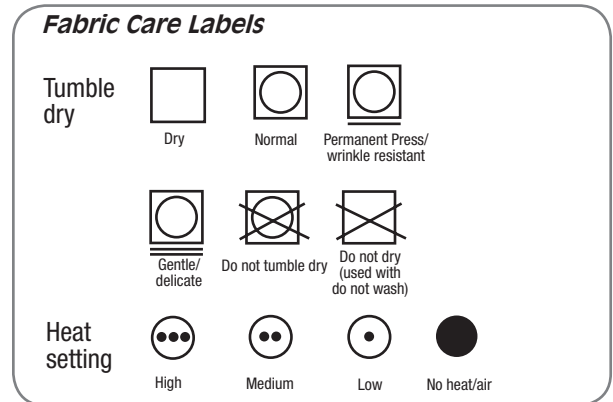 Fabric Care Labels
Tumble
dry
Dry
Normal
Permanent Press/
wrinkle resistant
Gentle/
delicate
Do not tumble dry
Do not dry
(used with
do not wash)
Heat
setting
High
Medium
Low
No heat/air